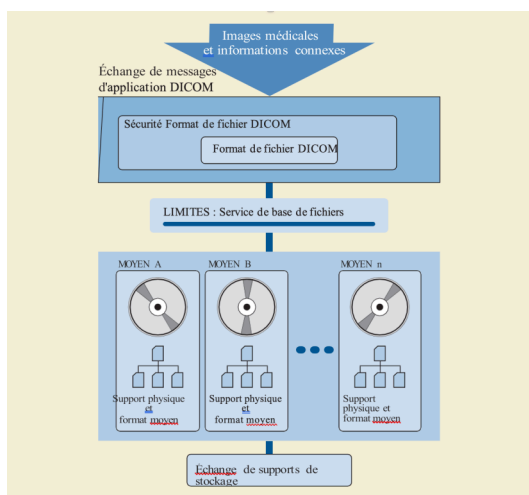 Images médicales
et informations connexes
Échange de messages
d'application DICOM
Sécurité Format de fichier DICOM
Format de fichier DICOM
LIMITES : Service de base de fichiers
MOYEN A
MOYEN B
MOYEN n
Support physique
et
format moyen
Support physique
et
format moyen
Support
physique et
format moyen
Échange de supports de
stockage